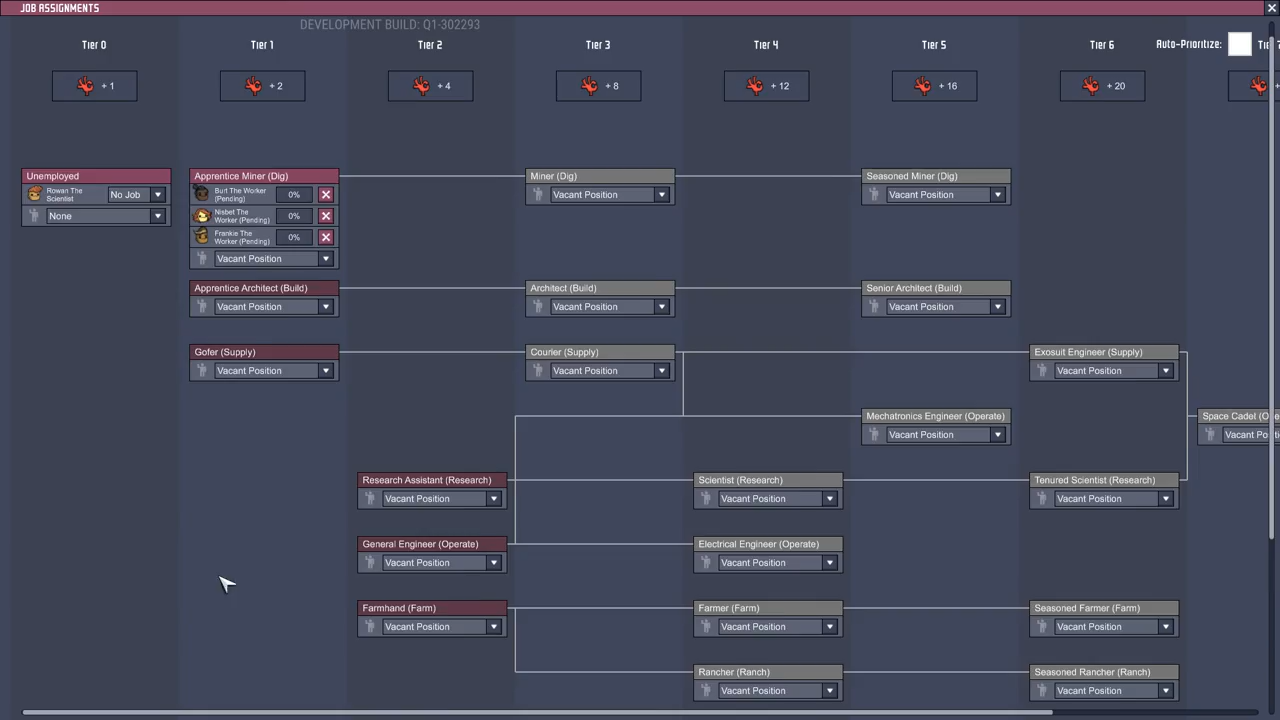 JOB ASSIGNMENTS
DEVELOPMENT BUILD: Q1-302293
Tier 0
Tier 1
Tier 2
Tier 3
Tier 4
Tier 5
Tier 6
Auto-Prioritize:
+ 1
+ 2
+ 4
+ 8
+ 12
+ 16
+ 20
Unemployed
Rowan The
Scientist
No Job
None
Apprentice Miner (Dig)
Burt The Worker
(Pending)
0%
Nisbet The
Worker (Pending)
0%
Frankie The
Worker (Pending)
0%
Vacant Position
Miner (Dig)
Vacant Position
Seasoned Miner (Dig)
Vacant Position
Apprentice Architect (Build)
Vacant Position
Architect (Build)
Vacant Position
Senior Architect (Build)
Vacant Position
Gofer (Supply)
Vacant Position
Courier (Supply)
Vacant Position
Exosuit Engineer (Supply)
Vacant Position
Mechatronics Engineer (Operate)
Vacant Position
Space Cadet
Vacant
Research Assistant (Research)
Vacant Position
Scientist (Research)
Vacant Position
Tenured Scientist (Research)
Vacant Position
General Engineer (Operate)
Vacant Position
Electrical Engineer (Operate)
Vacant Position
Farmhand (Farm)
Vacant Position
Farmer (Farm)
Vacant Position
Seasoned Farmer (Farm)
Vacant Position
Rancher (Ranch)
Vacant Position
Seasoned Rancher (Ranch)
Vacant Position